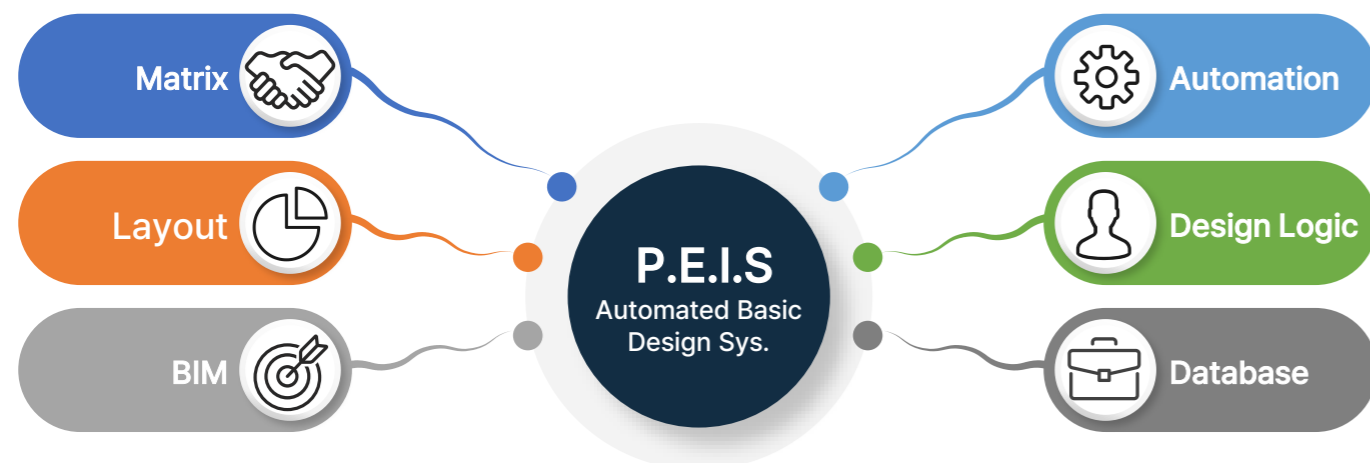 Matrix
Layout
BIM
P.E.I.S
Automated Basic
Design Sys.
Automation
Design Logic
Database